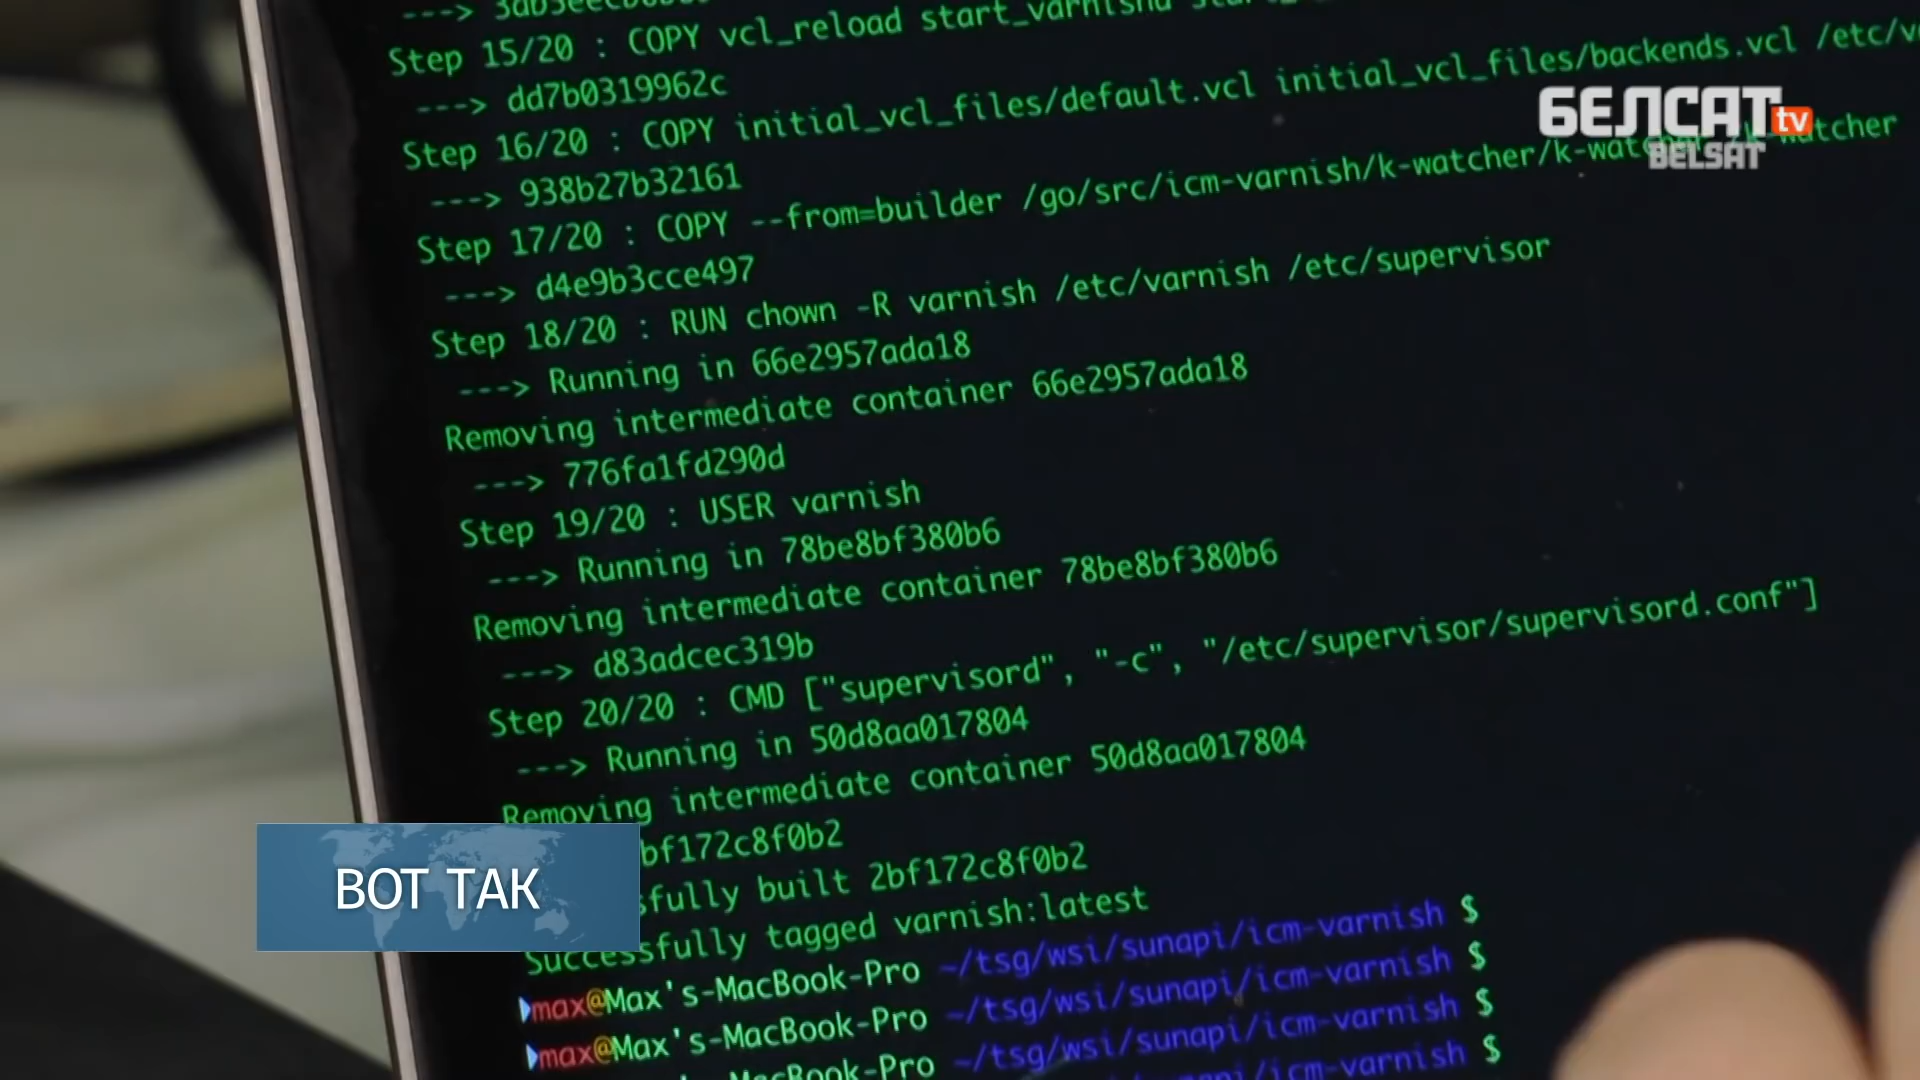 Step 15/20 : COPY vcl_reload
---> dd7b0319962c
Step 16/20 : COPY initial_vcl_files/default.vcl initial_vcl_files/backends.vcl
---> 938b27b32161
Step 17/20 : COPY --from=builder /go/src/icm-varnish/k-watcher/k-watcher
---> d4e9b3cce497
Step 18/20 : RUN chown -R varnish /etc/varnish /etc/supervisor
---> Running in 66e2957ada18
Removing intermediate container 66e2957ada18
---> 776fa1fd290d
Step 19/20 : USER varnish
---> Running in 78be8bf380b6
Removing intermediate container 78be8bf380b6
---> d83adcec319b
Step 20/20 : CMD ["supervisord", "-c", "/etc/supervisor/supervisord.conf"]
---> Running in 50d8aa017804
Removing intermediate container 50d8aa017804
bf172c8f0b2
sfully built 2bf172c8f0b2
Successfully tagged varnish:latest
max@Max's-MacBook-Pro ~/tsg/wsi/sunapi/icm-varnish $
max@Max's-MacBook-Pro ~/tsg/wsi/sunapi/icm-varnish $
MacBook-Pro ~/tsg/wsi/sunapi/icm-varnish $
icm-varnish $
БЕЛСАТ tv
BELSAT
ВОТ ТАК